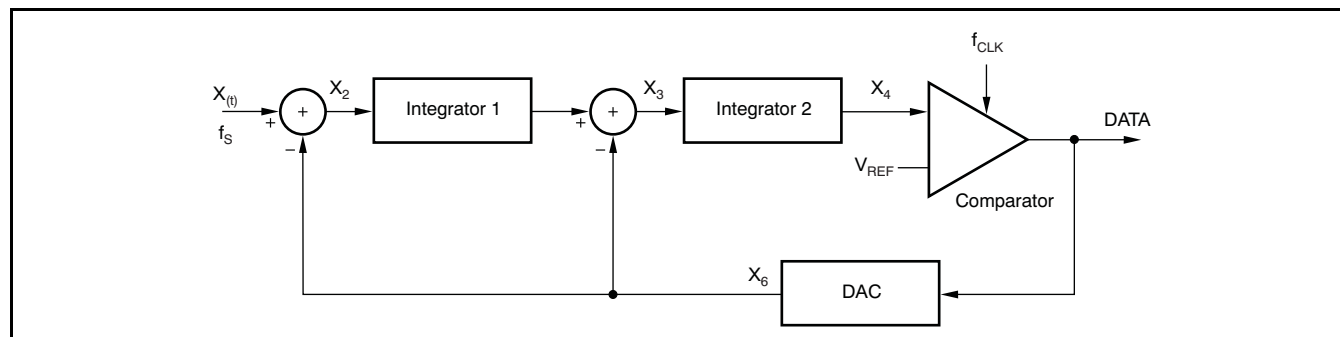 f_CLK
X_(t)
X_2
Integrator 1
X_3
Integrator 2
X_4
DATA
+
+
+
+
f_S
–
–
V_REF
Comparator
X_6
DAC